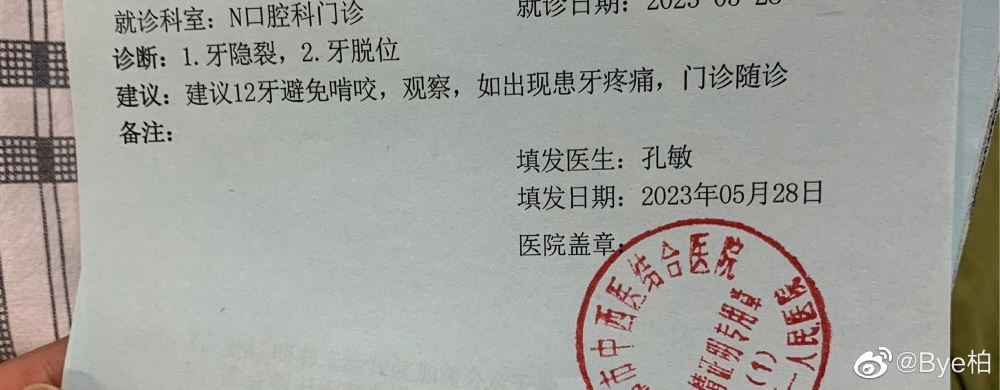 就诊科室：N口腔科门诊
就诊日期：2023-05-28
诊断：1.牙隐裂，2.牙脱位
建议：建议12牙避免啃咬，观察，如出现患牙疼痛，门诊随诊
备注：
填发医生：孔敏
填发日期：2023年05月28日
医院盖章：
市中西医结合医院
一人民医院
证明专用章
（1）
@Bye柏